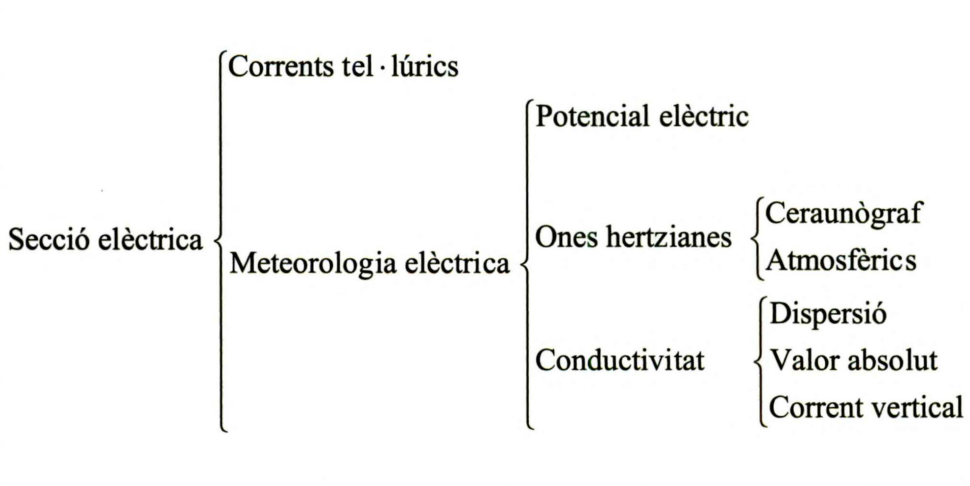 Secció elèctrica
Corrents tel·lúrics
Meteorologia elèctrica
Potencial elèctric
Ones hertzianes
Ceraunògraf
Atmosfèrics
Conductivitat
Dispersió
Valor absolut
Corrent vertical